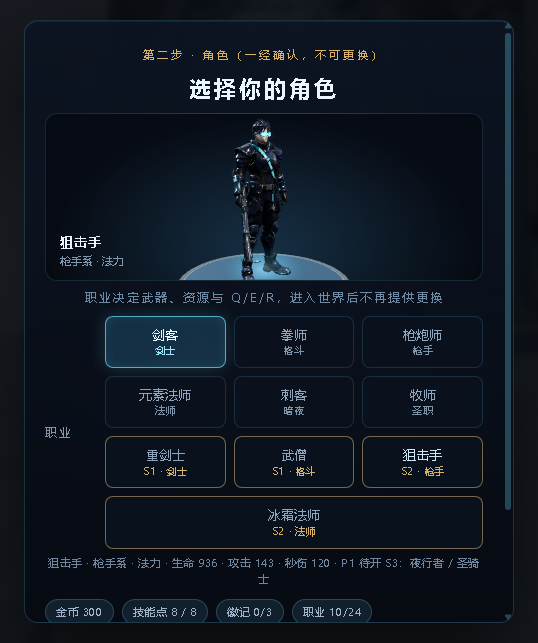 第二步 · 角色（一经确认，不可更换）
选择你的角色
狙击手
枪手系 · 法力
职业决定武器、资源与 Q/E/R，进入世界后不再提供更换
剑客
剑士
拳师
格斗
枪炮师
枪手
元素法师
法师
刺客
暗夜
牧师
圣职
职业
重剑士
S1 · 剑士
武僧
S1 · 格斗
狙击手
S2 · 枪手
冰霜法师
S2 · 法师
狙击手 · 枪手系 · 法力 · 生命 936 · 攻击 143 · 秒伤 120 · P1 待开 S3：夜行者 / 圣骑
士
金币 300
技能点 8 / 8
徽记 0/3
职业 10/24